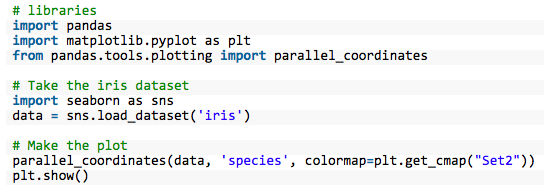 # libraries
import pandas
import matplotlib.pyplot as plt
from pandas.tools.plotting import parallel_coordinates
# Take the iris dataset
import seaborn as sns
data = sns.load_dataset('iris')
# Make the plot
parallel_coordinates(data, 'species', colormap=plt.get_cmap("Set2"))
plt.show()